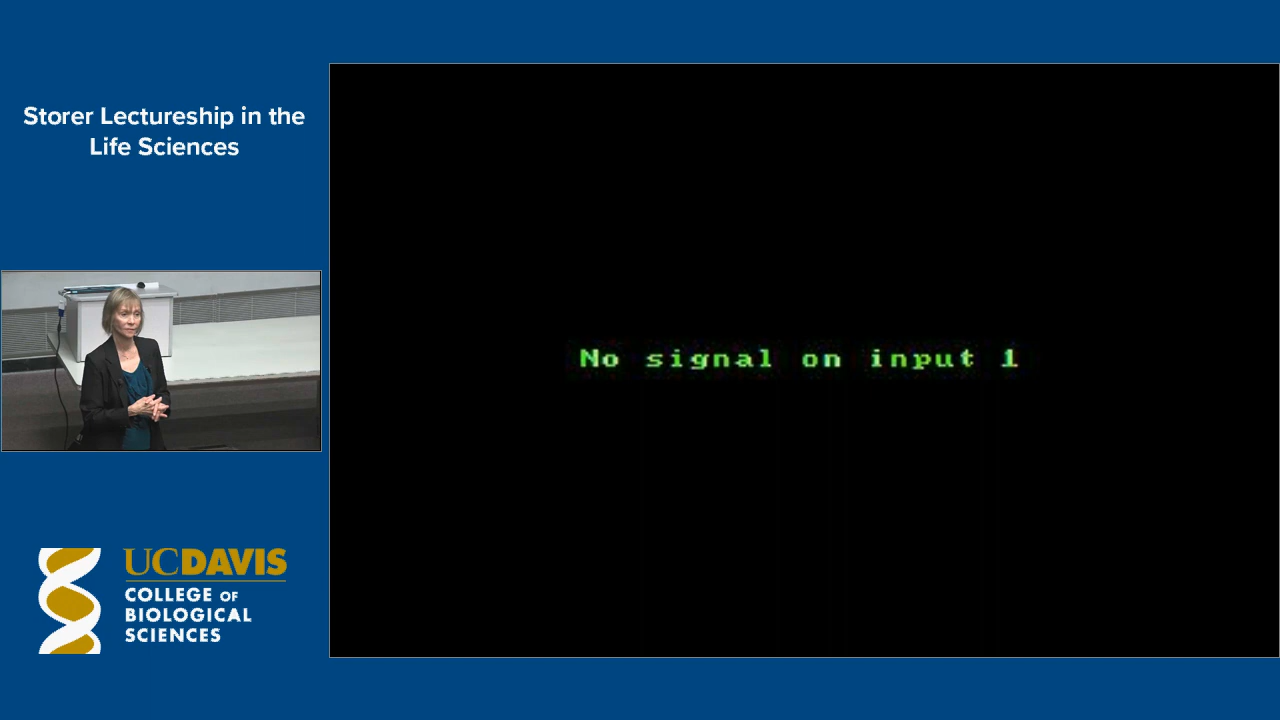 Storer Lectureship in the
Life Sciences
No signal on input 1
UCDAVIS
COLLEGE OF
BIOLOGICAL
SCIENCES